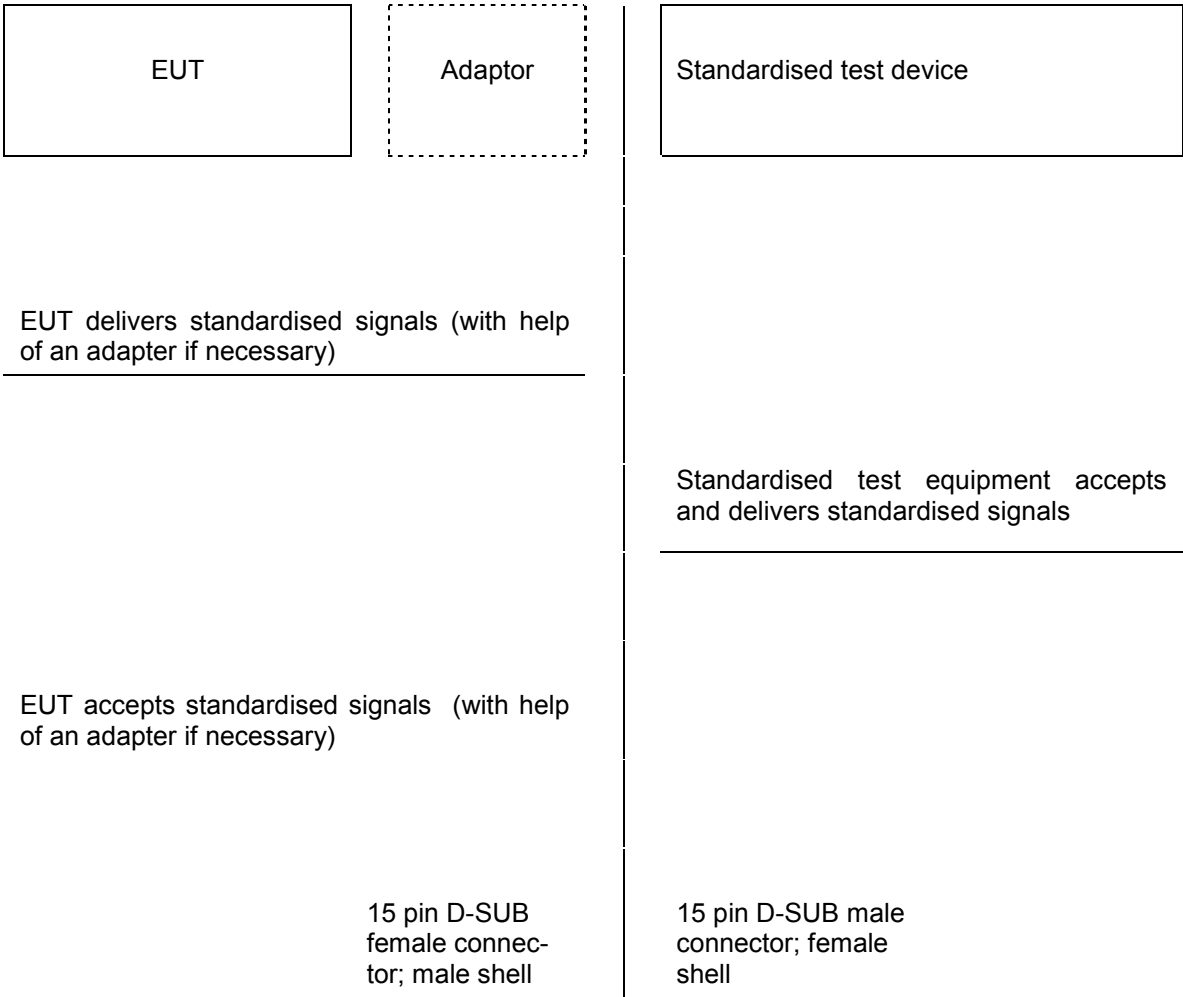 EUT
Adaptor
Standardised test device
EUT delivers standardised signals (with help
of an adapter if necessary)
Standardised test equipment accepts
and delivers standardised signals
EUT accepts standardised signals (with help
of an adapter if necessary)
15 pin D-SUB
female connec-
tor; male shell
15 pin D-SUB male
connector; female
shell